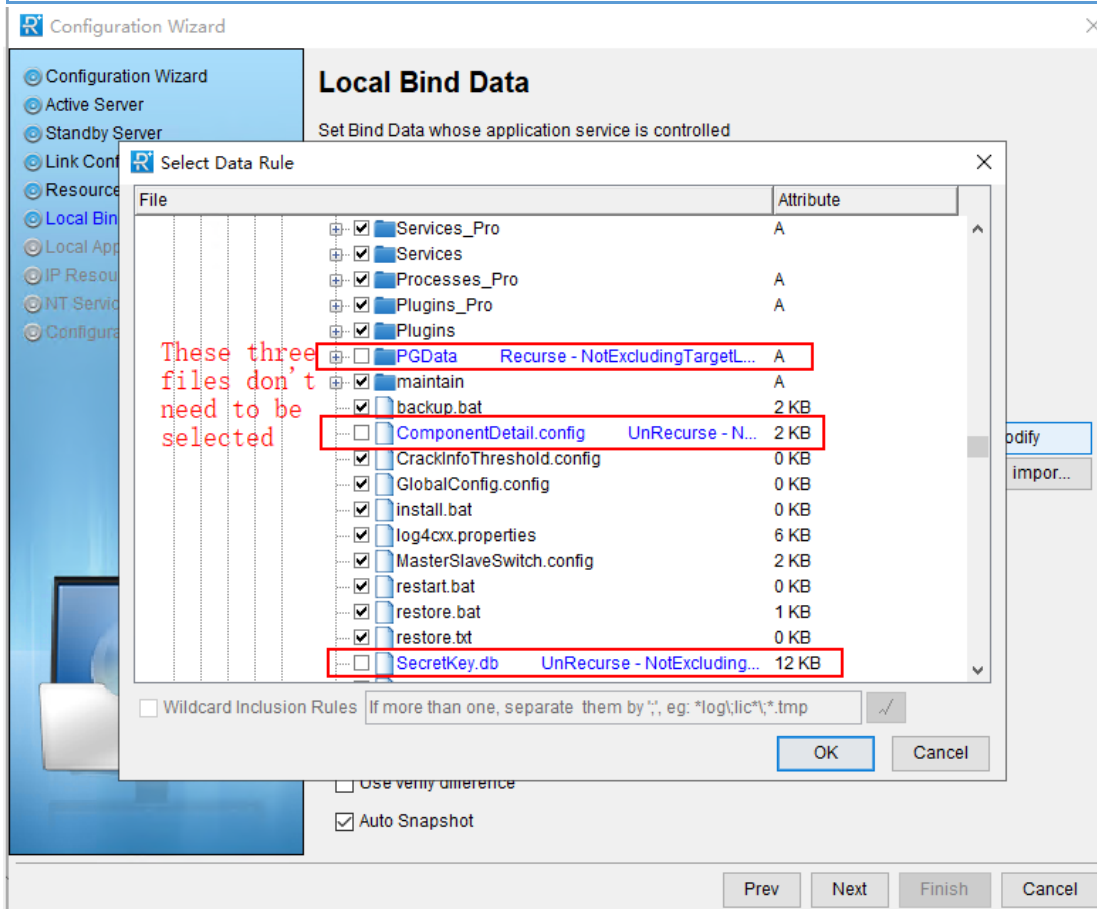 Configuration Wizard
Configuration Wizard
Active Server
Standby Server
Link Conf
Resource
Local Bin
Local App
IP Resou
NT Servic
Configura
Local Bind Data
Set Bind Data whose application service is controlled
Select Data Rule
File Attribute
Services_Pro A
Services
Processes_Pro A
Plugins_Pro A
Plugins
PGData Recurse - NotExcludingTargetL... A
maintain A
backup.bat 2 KB
ComponentDetail.config UnRecurse - N... 2 KB
CrackInfoThreshold.config 0 KB
GlobalConfig.config 0 KB
install.bat 0 KB
log4cxx.properties 6 KB
MasterSlaveSwitch.config 2 KB
restart.bat 0 KB
restore.bat 1 KB
restore.txt 0 KB
SecretKey.db UnRecurse - NotExcluding... 12 KB
These three
files don't
need to be
selected
Wildcard Inclusion Rules If more than one, separate them by ';', eg: *log\;lic*\;*.tmp
OK Cancel
odify
impor...
Use verify difference
Auto Snapshot
Prev Next Finish Cancel